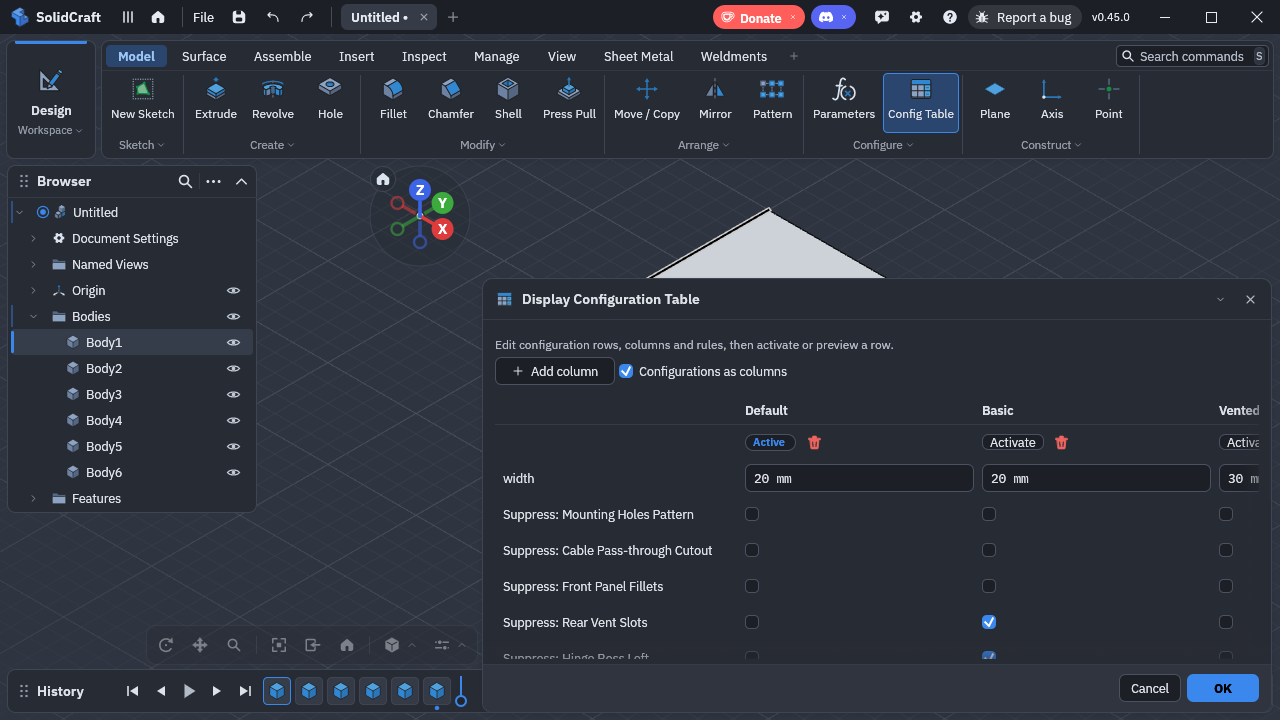 SolidCraft
File
Untitled •
Donate
Report a bug
v0.45.0
Design
Workspace
Model
Surface
Assemble
Insert
Inspect
Manage
View
Sheet Metal
Weldments
Search commands
S
New Sketch
Extrude
Revolve
Hole
Fillet
Chamfer
Shell
Press Pull
Move / Copy
Mirror
Pattern
Parameters
Config Table
Plane
Axis
Point
Sketch
Create
Modify
Arrange
Configure
Construct
Browser
Untitled
Document Settings
Named Views
Origin
Bodies
Body1
Body2
Body3
Body4
Body5
Body6
Features
Z
Y
X
Display Configuration Table
Edit configuration rows, columns and rules, then activate or preview a row.
Add column
Configurations as columns
Default
Basic
Vented
Active
Activate
Activa
width
20 mm
20 mm
30 m
Suppress: Mounting Holes Pattern
Suppress: Cable Pass-through Cutout
Suppress: Front Panel Fillets
Suppress: Rear Vent Slots
Suppress: Hinge Boss Left
History
Cancel
OK